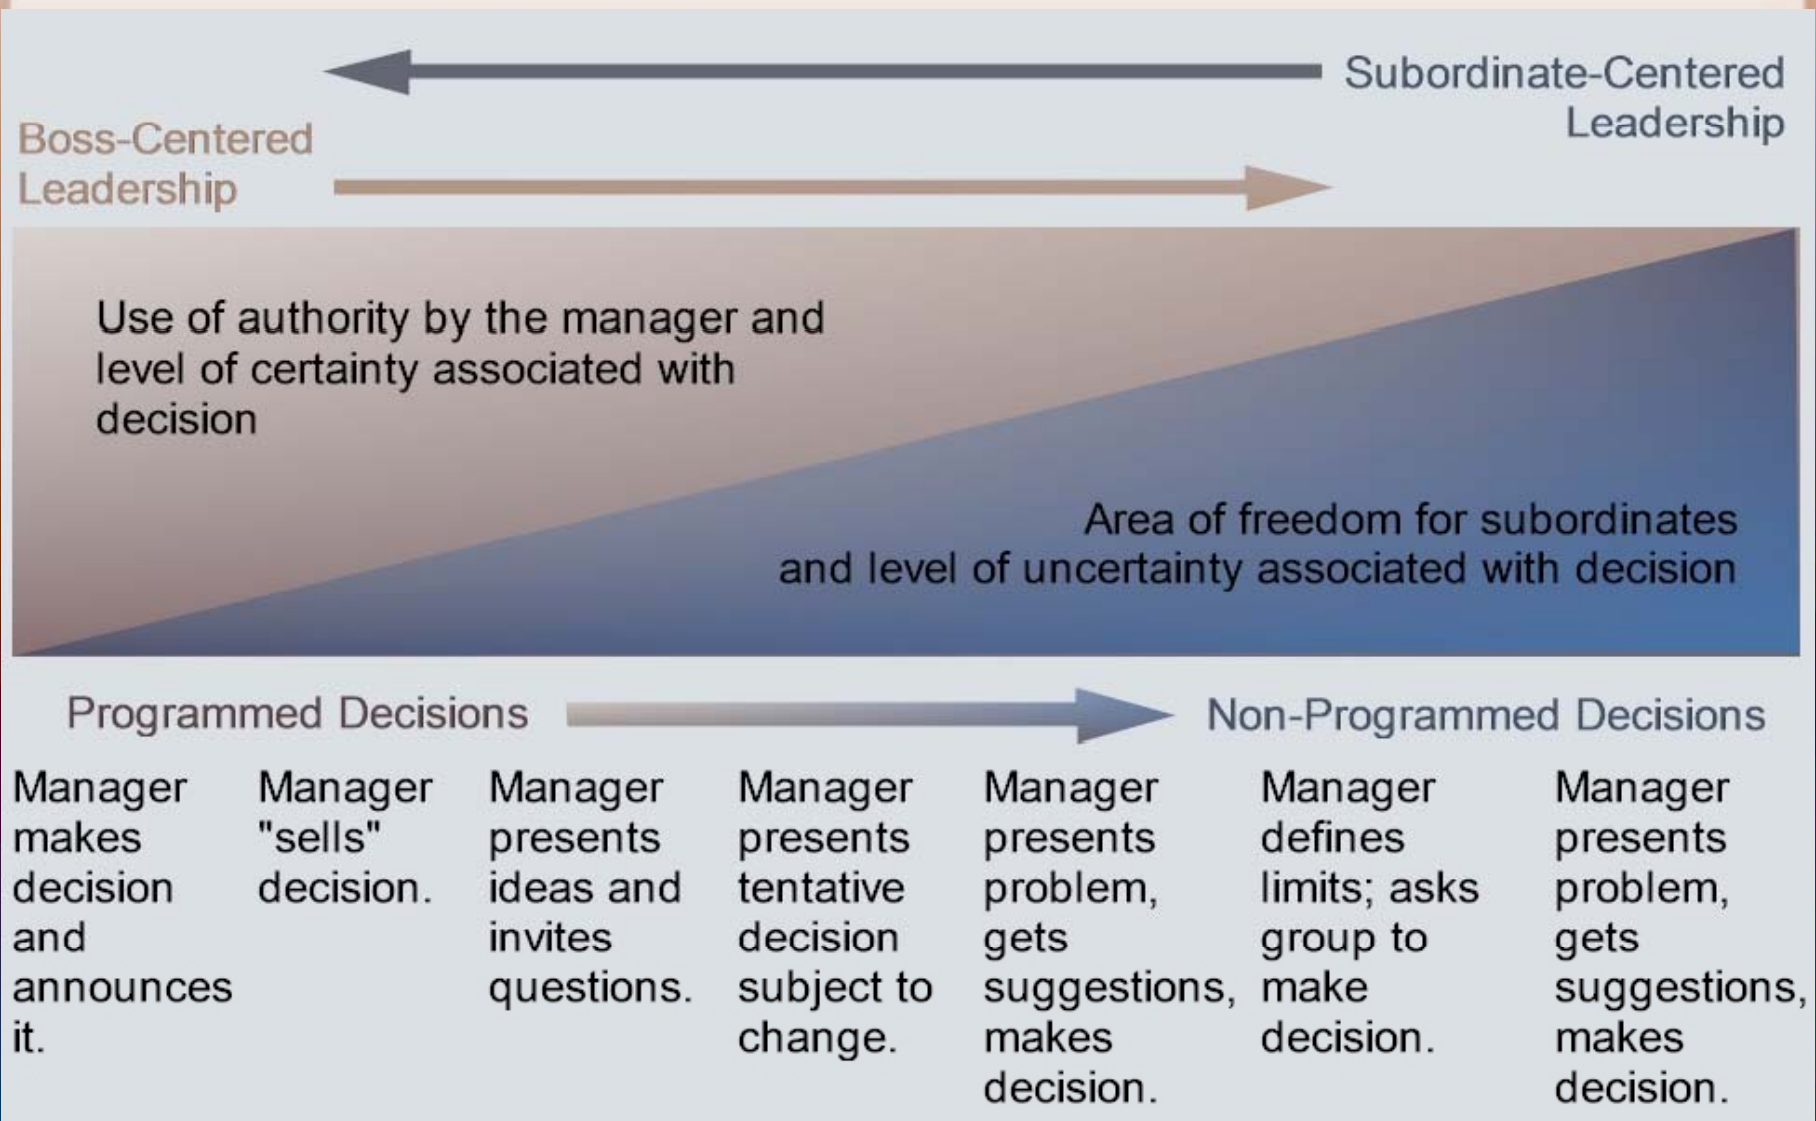 Subordinate-Centered
Leadership
Boss-Centered
Leadership
Use of authority by the manager and
level of certainty associated with
decision
Area of freedom for subordinates
and level of uncertainty associated with decision
Programmed Decisions
Non-Programmed Decisions
Manager
makes
decision
and
announces
it.
Manager
"sells"
decision.
Manager
presents
ideas and
invites
questions.
Manager
presents
tentative
decision
subject to
change.
Manager
presents
problem,
gets
suggestions,
makes
decision.
Manager
defines
limits; asks
group to
make
decision.
Manager
presents
problem,
gets
suggestions,
makes
decision.